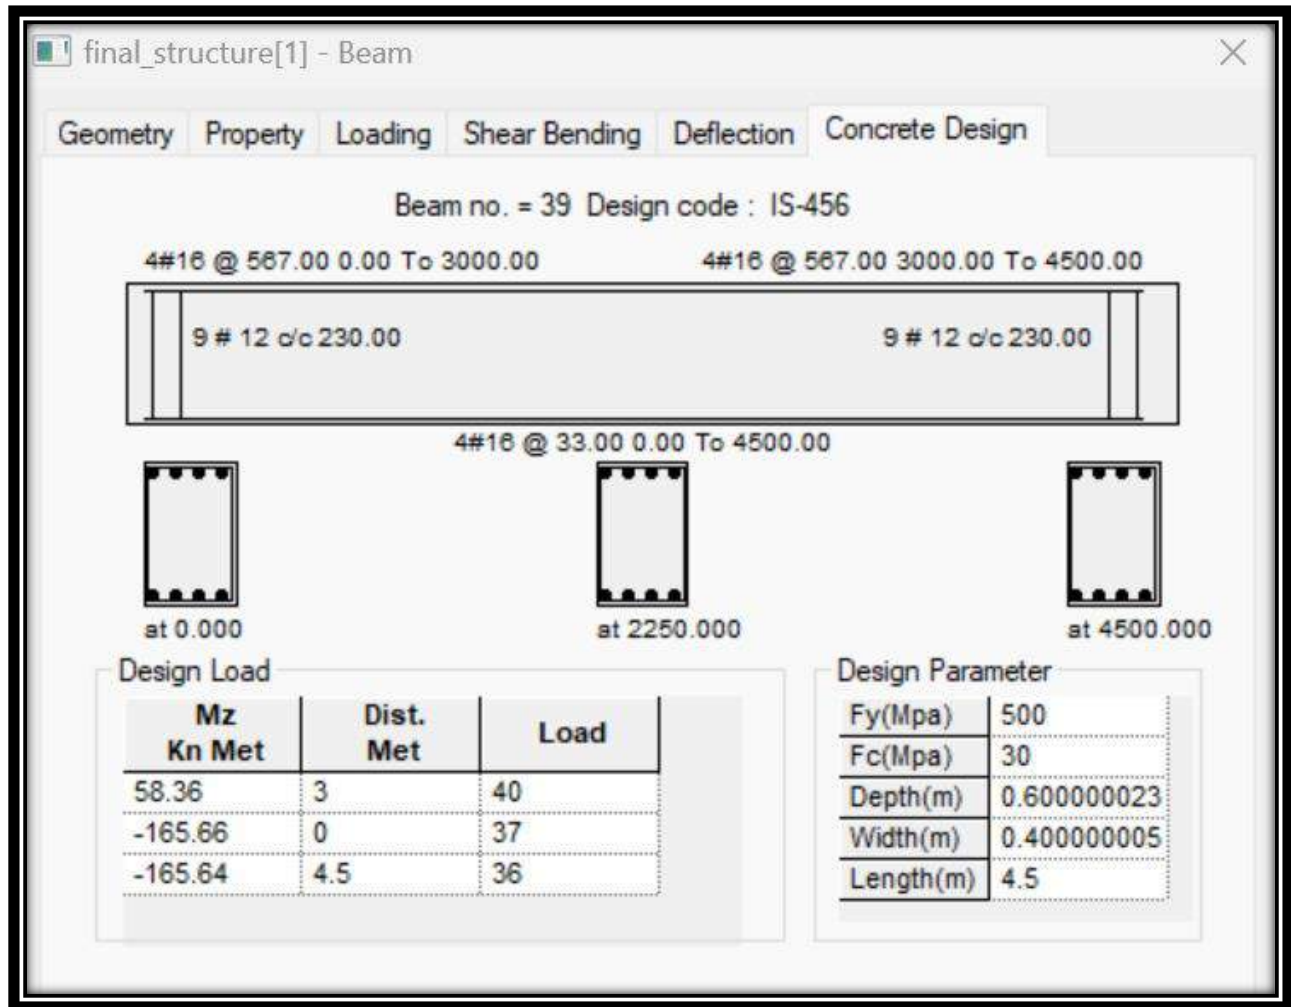 final_structure[1] - Beam
Geometry Property Loading Shear Bending Deflection Concrete Design
Beam no. = 39 Design code : IS-456
4#16 @ 567.00 0.00 To 3000.00 4#16 @ 567.00 3000.00 To 4500.00
9 # 12 c/c 230.00 9 # 12 c/c 230.00
4#16 @ 33.00 0.00 To 4500.00
at 0.000 at 2250.000 at 4500.000
Design Load Design Parameter
Mz Kn Met Dist. Met Load
58.36 3 40
-165.66 0 37
-165.64 4.5 36
Fy(Mpa) 500
Fc(Mpa) 30
Depth(m) 0.600000023
Width(m) 0.400000005
Length(m) 4.5